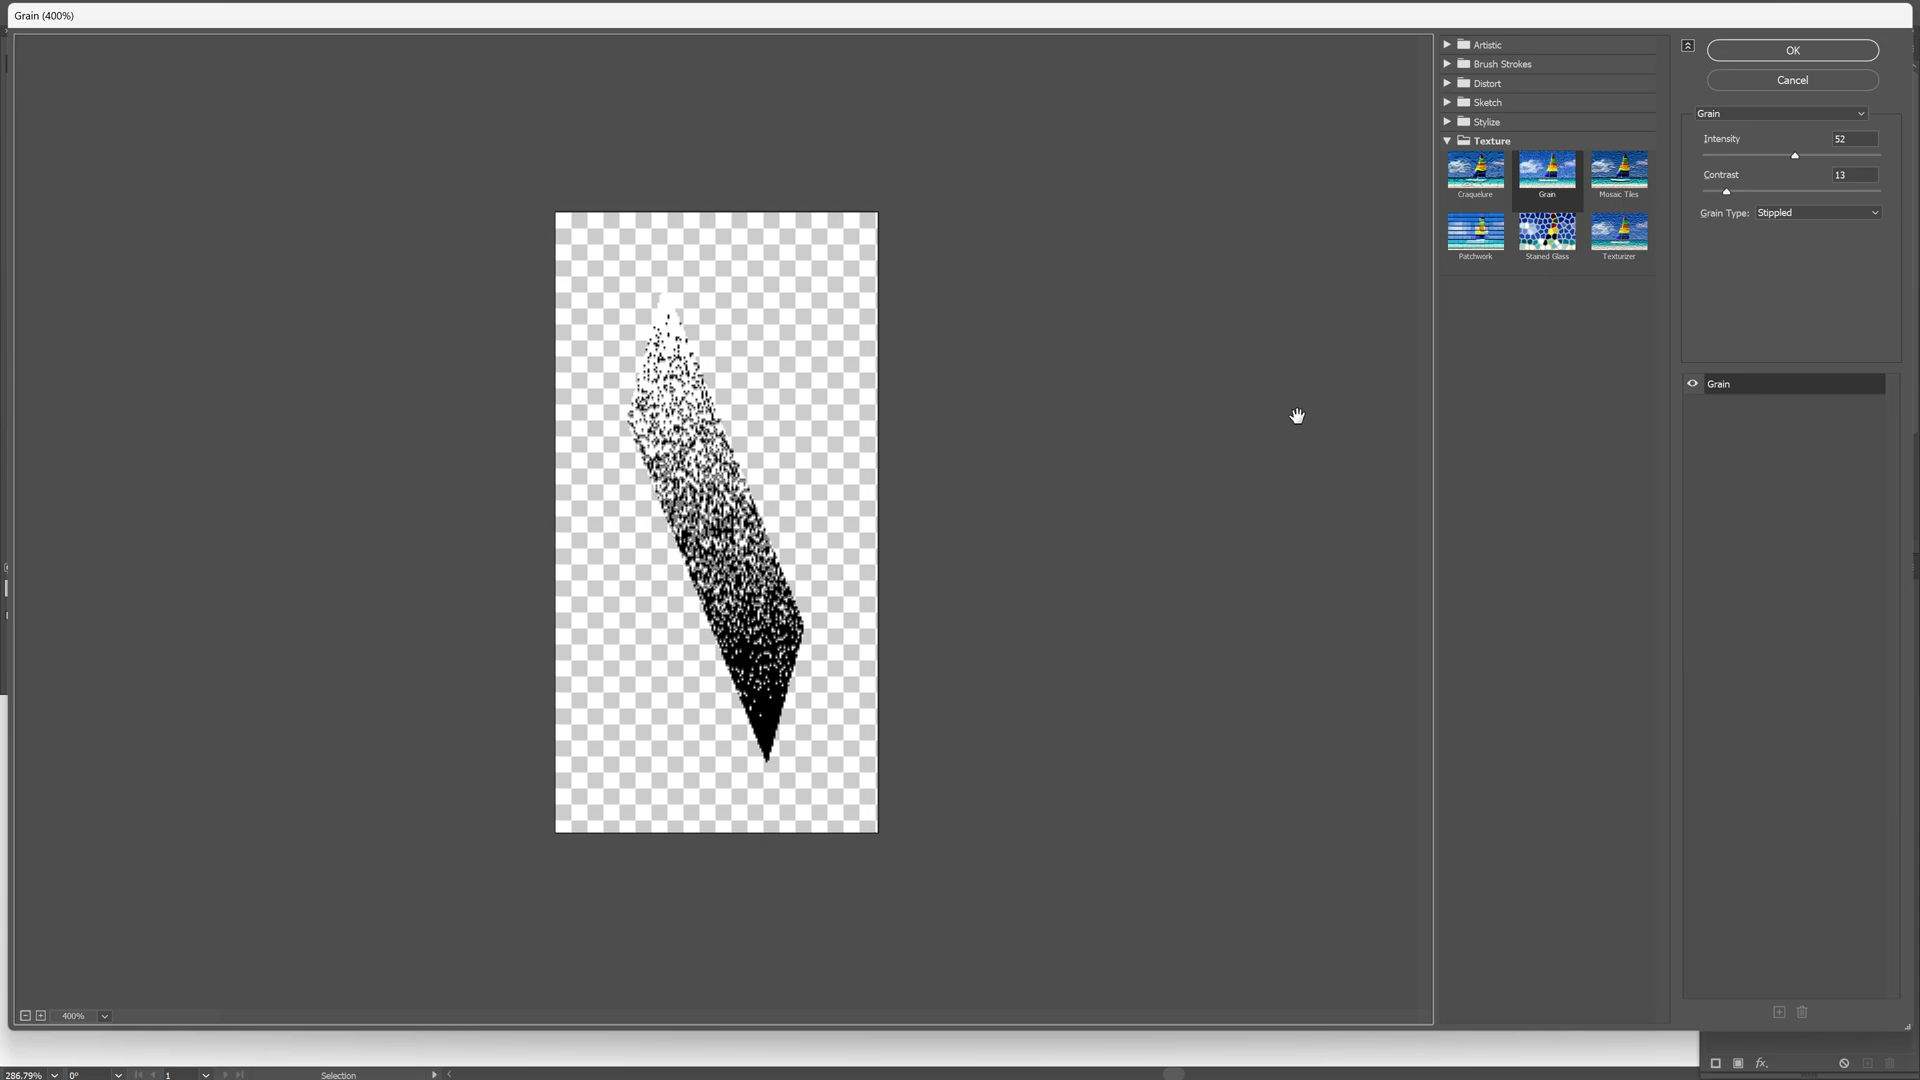 Grain (400%)
Artistic
Brush Strokes
Distort
Sketch
Stylize
Texture
Craquelure
Grain
Mosaic Tiles
Patchwork
Stained Glass
Texturizer
OK
Cancel
Grain
Intensity 52
Contrast 13
Grain Type: Stippled
Grain
400%
286.79% 0° 1 Selection
fx.